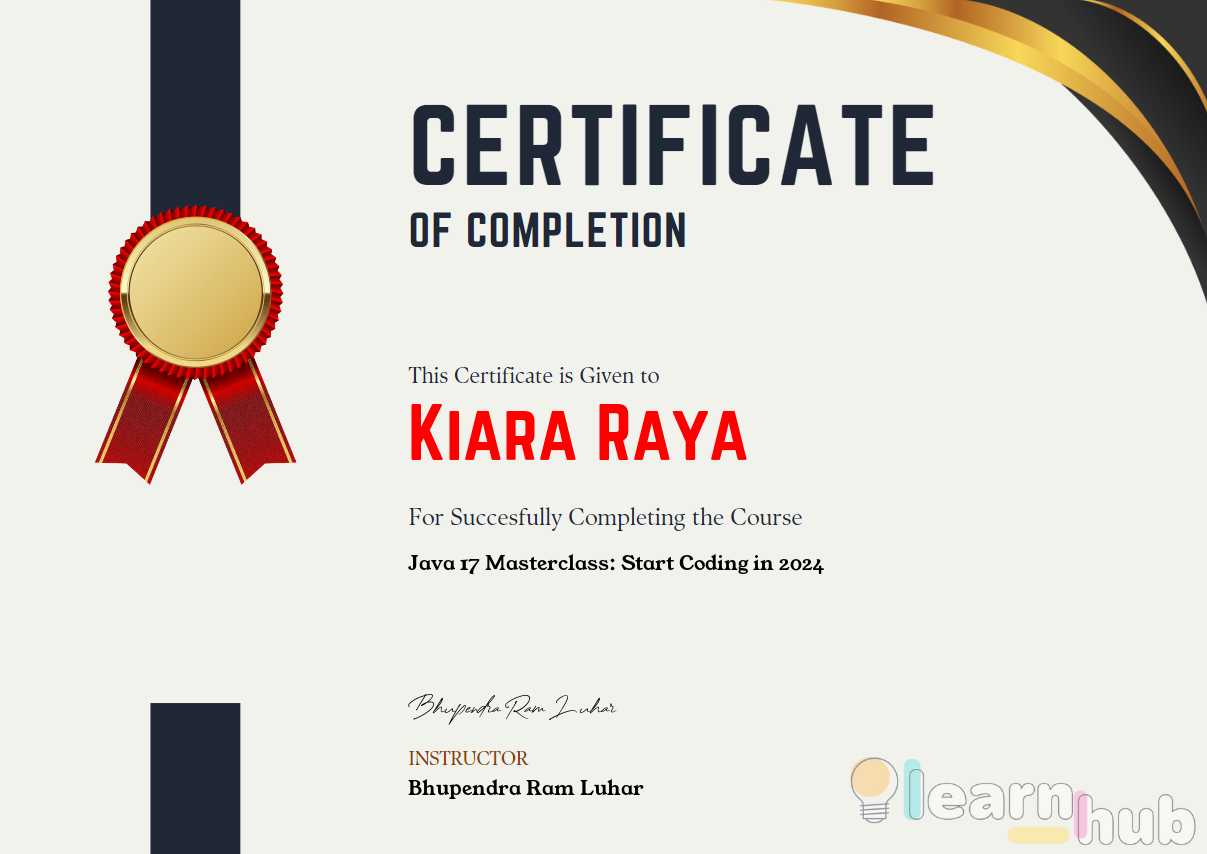 CERTIFICATE
OF COMPLETION
This Certificate is Given to
Kiara Raya
For Succesfully Completing the Course
Java 17 Masterclass: Start Coding in 2024
Bhupendra Ram Luhar
INSTRUCTOR
Bhupendra Ram Luhar
learn
hub